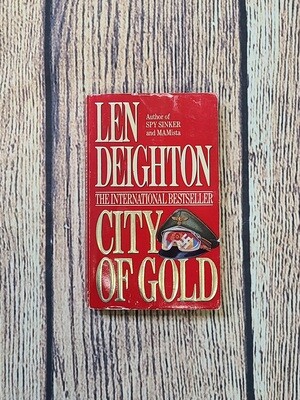 LEN
Author of
SPY SINKER
and MAMista
DEIGHTON
THE INTERNATIONAL BESTSELLER
CITY
OF GOLD